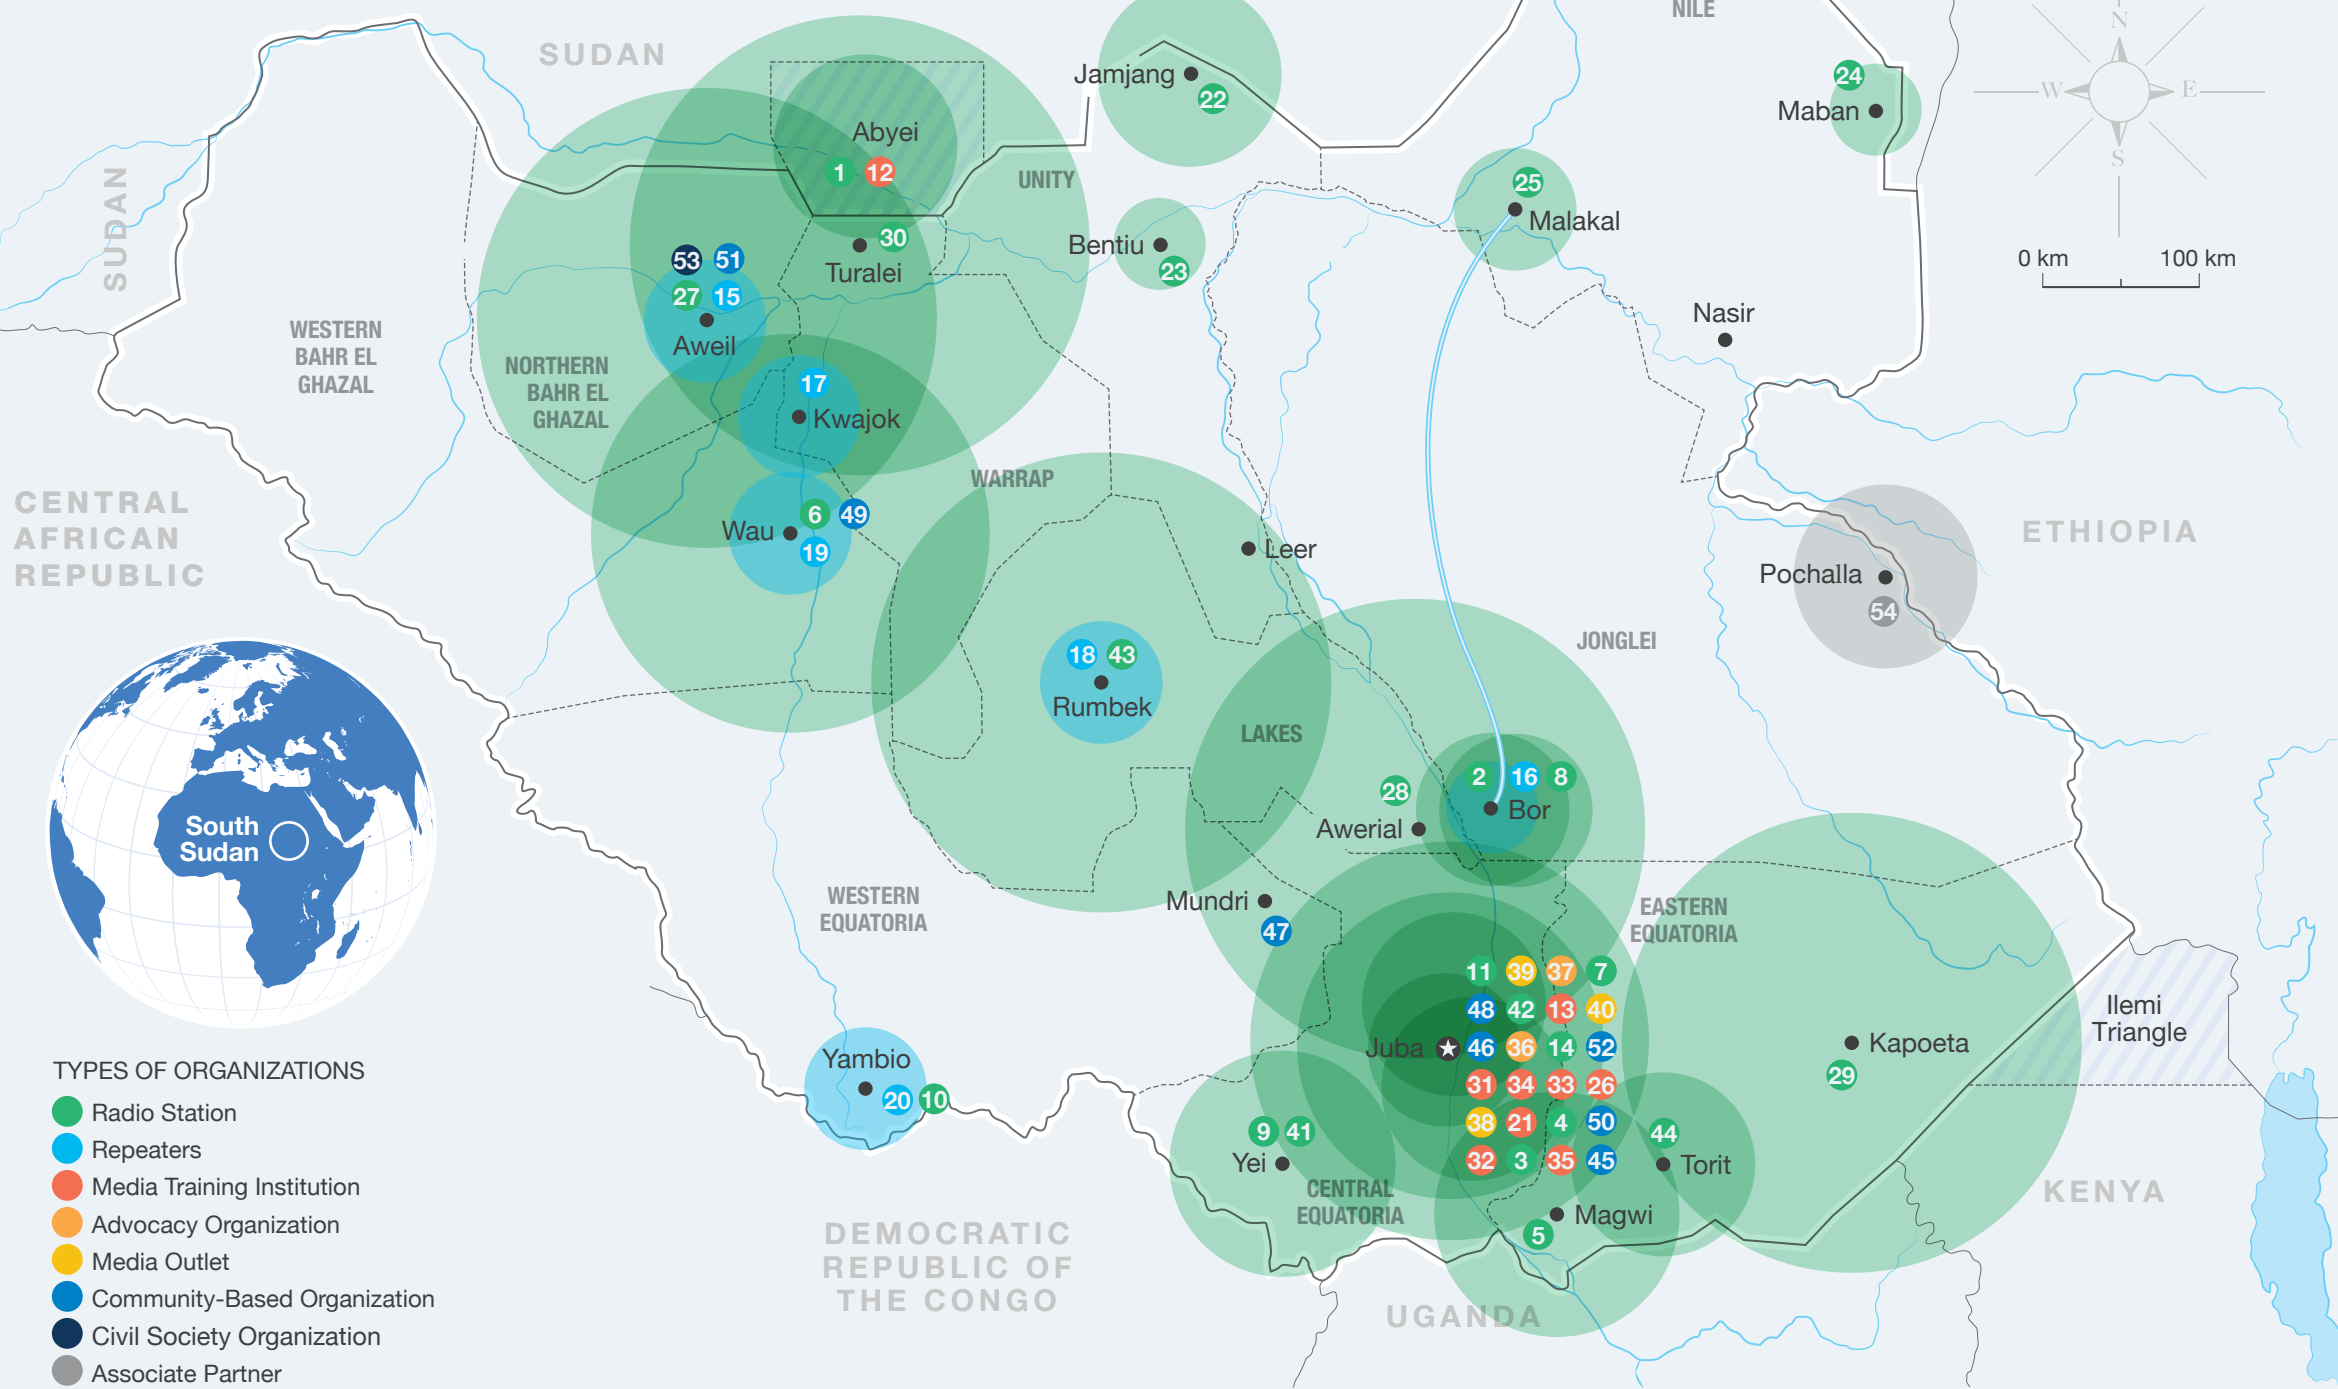 NILE
N
SUDAN
Jamjang
22
24
Maban
W
E
S
Abyei
1 12
UNITY
SUDAN
25
Malakal
30
Turalei
Bentiu
23
0 km 100 km
53 51
27 15
Aweil
Nasir
WESTERN
BAHR EL
GHAZAL
NORTHERN
BAHR EL
GHAZAL
17
Kwajok
WARRAP
CENTRAL
AFRICAN
REPUBLIC
Wau
6 49
19
Leer
ETHIOPIA
Pochalla
54
18 43
Rumbek
JONGLEI
LAKES
2 16 8
Bor
28
Awerial
South
Sudan
WESTERN
EQUATORIA
Mundri
47
EASTERN
EQUATORIA
11 39 37 7
48 42 13 40
Juba 46 36 14 52
31 34 33 26
38 21 4 50
32 3 35 45
Ilemi
Triangle
Kapoeta
29
Yambio
20 10
9 41
Yei
44
Torit
CENTRAL
EQUATORIA
Magwi
5
KENYA
DEMOCRATIC
REPUBLIC OF
THE CONGO
UGANDA
TYPES OF ORGANIZATIONS
Radio Station
Repeaters
Media Training Institution
Advocacy Organization
Media Outlet
Community-Based Organization
Civil Society Organization
Associate Partner